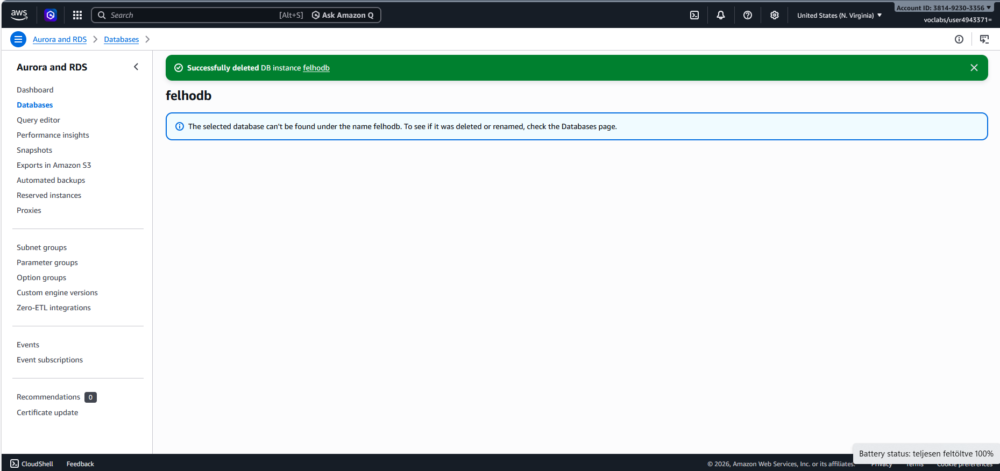 aws
Search [Alt+S] Ask Amazon Q
United States (N. Virginia)
Account ID: 3814-9230-3356
voclabs/user4943371=
Aurora and RDS Databases
Aurora and RDS
Dashboard
Databases
Query editor
Performance insights
Snapshots
Exports in Amazon S3
Automated backups
Reserved instances
Proxies
Subnet groups
Parameter groups
Option groups
Custom engine versions
Zero-ETL integrations
Events
Event subscriptions
Recommendations 0
Certificate update
Successfully deleted DB instance felhodb
felhodb
The selected database can't be found under the name felhodb. To see if it was deleted or renamed, check the Databases page.
Battery status: teljesen feltöltve 100%
CloudShell Feedback
© 2026, Amazon Web Services, Inc. or its affiliates. Privacy Terms Cookie preferences